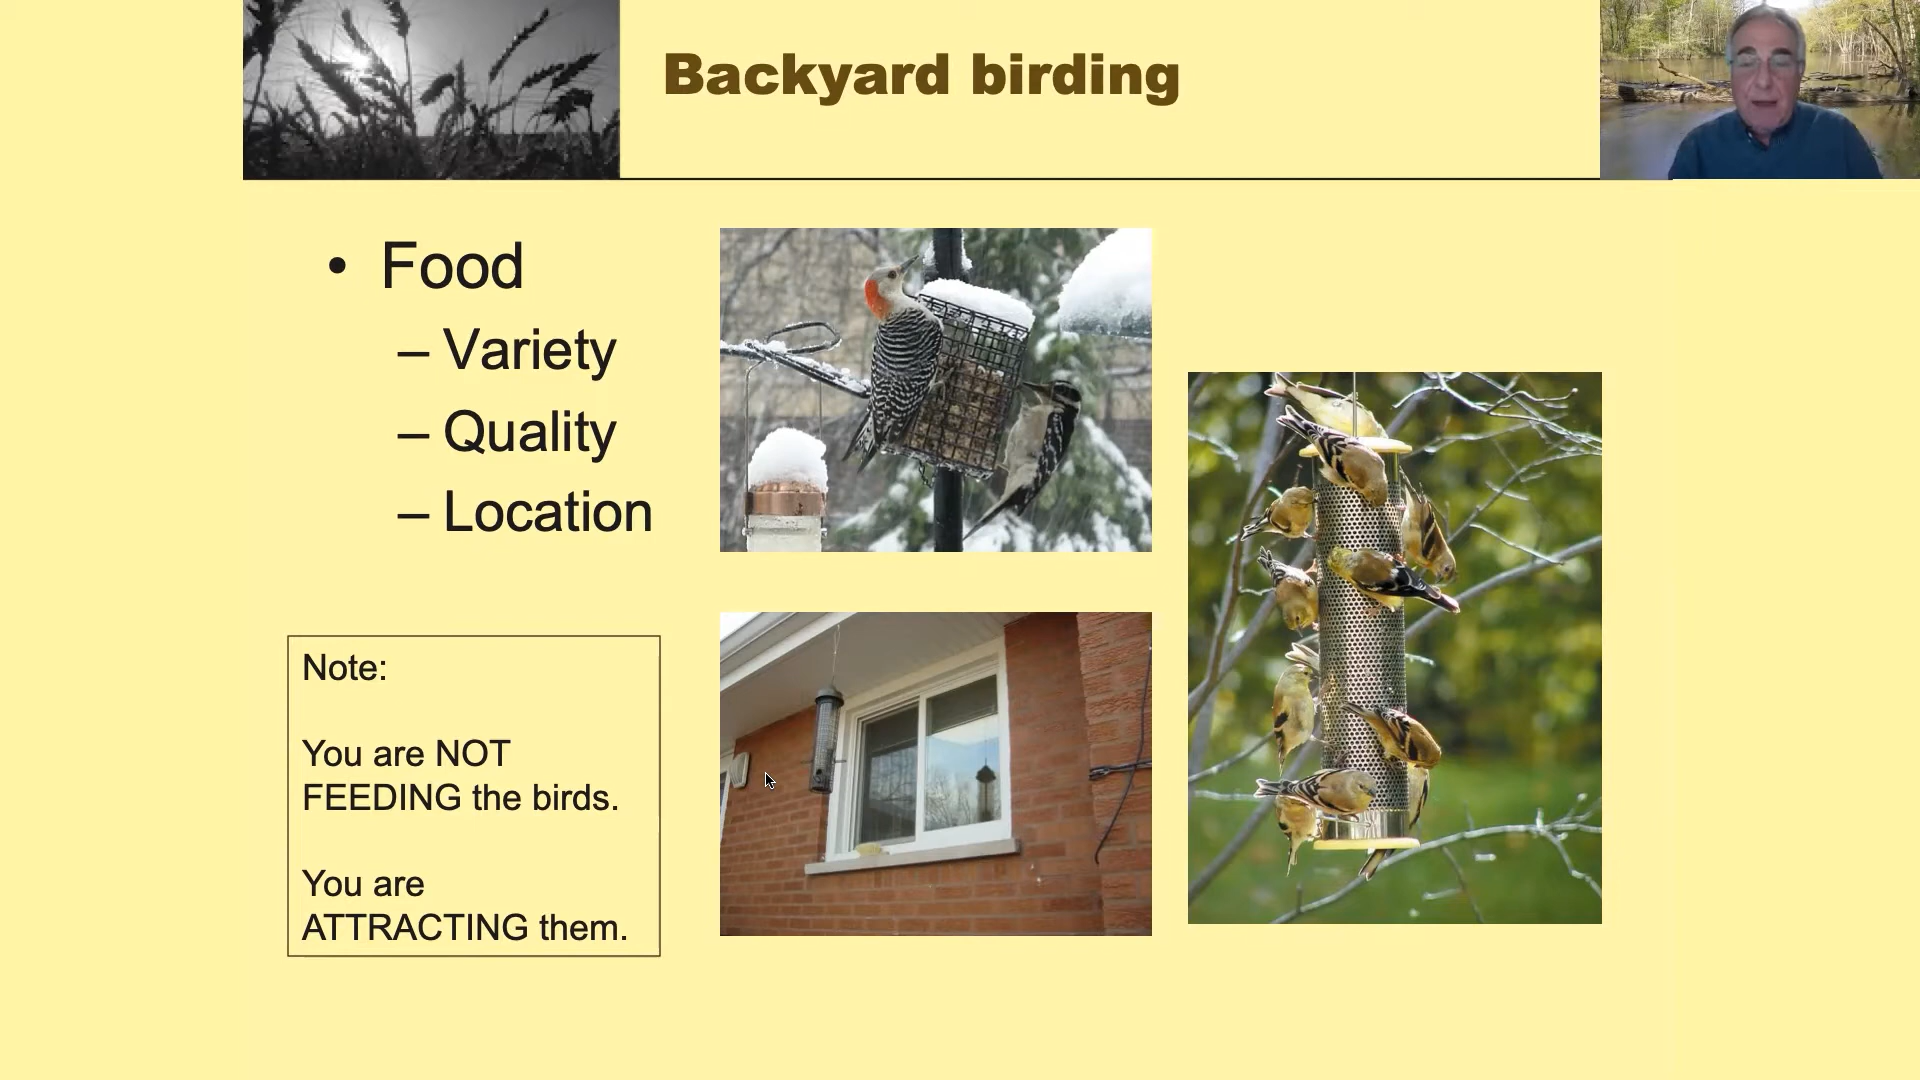 Backyard birding
• Food
– Variety
– Quality
– Location
Note:
You are NOT
FEEDING the birds.
You are
ATTRACTING them.